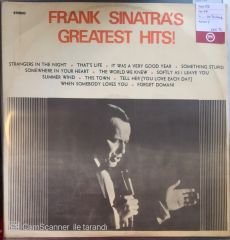 STEREO
FRANK SINATRA'S
GREATEST HITS!
STRANGERS IN THE NIGHT • THAT'S LIFE • IT WAS A VERY GOOD YEAR • SOMETHING STUPID
SOMEWHERE IN YOUR HEART • THE WORLD WE KNEW • SOFTLY AS I LEAVE YOU
SUMMER WIND • THIS TOWN • TELL HER [YOU LOVE EACH DAY]
WHEN SOMEBODY LOVES YOU • FORGET DOMANI
CamScanner ile tarandı